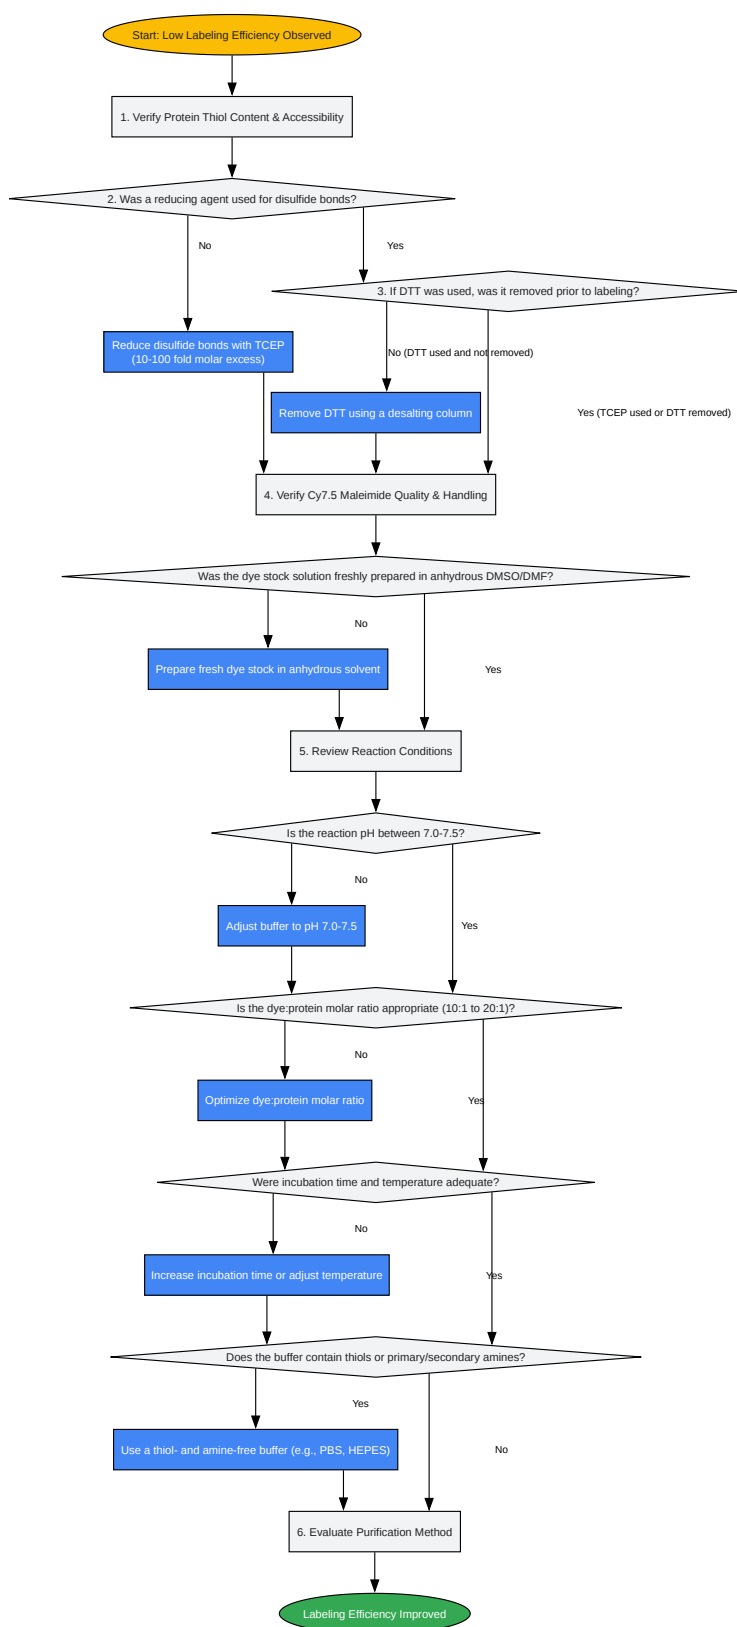 Start: Low Labeling Efficiency Observed
1. Verify Protein Thiol Content & Accessibility
2. Was a reducing agent used for disulfide bonds?
No
Yes
3. If DTT was used, was it removed prior to labeling?
Reduce disulfide bonds with TCEP
(10-100 fold molar excess)
No (DTT used and not removed)
Remove DTT using a desalting column
Yes (TCEP used or DTT removed)
4. Verify Cy7.5 Maleimide Quality & Handling
Was the dye stock solution freshly prepared in anhydrous DMSO/DMF?
No
Prepare fresh dye stock in anhydrous solvent
Yes
5. Review Reaction Conditions
Is the reaction pH between 7.0-7.5?
No
Adjust buffer to pH 7.0-7.5
Yes
Is the dye:protein molar ratio appropriate (10:1 to 20:1)?
No
Optimize dye:protein molar ratio
Yes
Were incubation time and temperature adequate?
No
Increase incubation time or adjust temperature
Yes
Does the buffer contain thiols or primary/secondary amines?
Yes
Use a thiol- and amine-free buffer (e.g., PBS, HEPES)
No
6. Evaluate Purification Method
Labeling Efficiency Improved